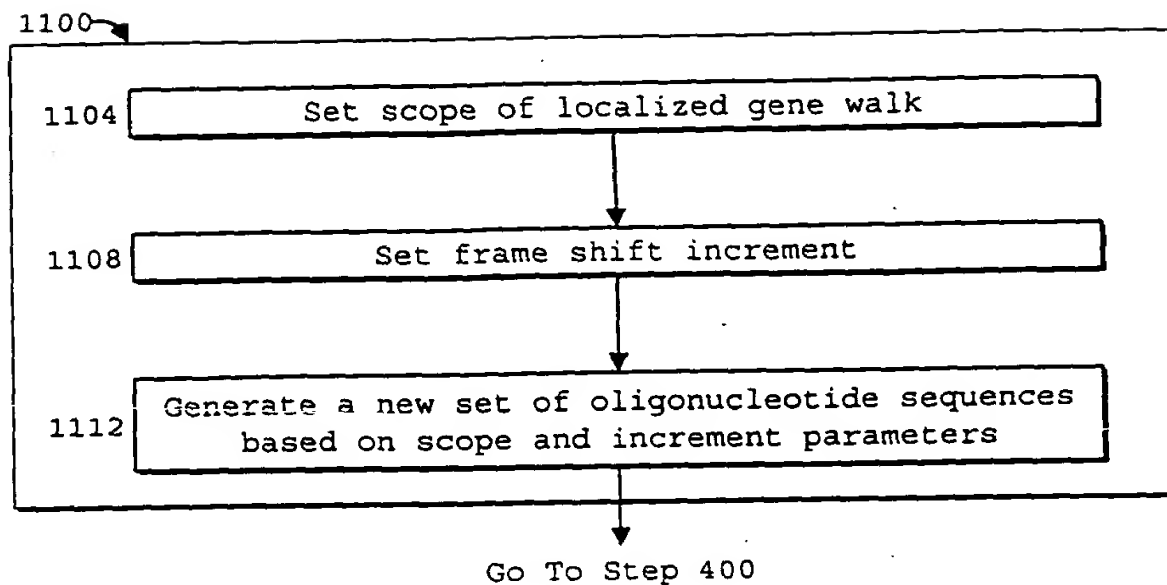 1100
1104
Set scope of localized gene walk
1108
Set frame shift increment
1112
Generate a new set of oligonucleotide sequences
based on scope and increment parameters
Go To Step 400